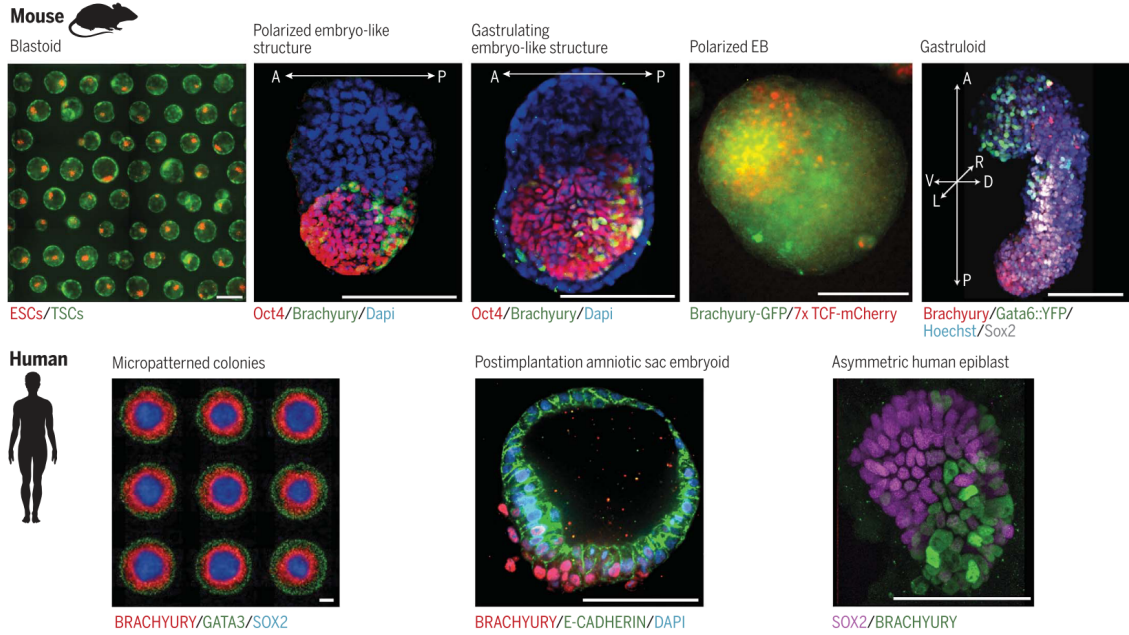 Mouse
Blastoid
Polarized embryo-like
structure
Gastrulating
embryo-like structure
Polarized EB
Gastruloid
A
P
A
P
A
R
V
D
L
P
ESCs/TSCs
Oct4/Brachyury/Dapi
Oct4/Brachyury/Dapi
Brachyury-GFP/7x TCF-mCherry
Brachyury/Gata6::YFP/
Hoechst/Sox2
Human
Micropatterned colonies
Postimplantation amniotic sac embryoid
Asymmetric human epiblast
BRACHYURY/GATA3/SOX2
BRACHYURY/E-CADHERIN/DAPI
SOX2/BRACHYURY